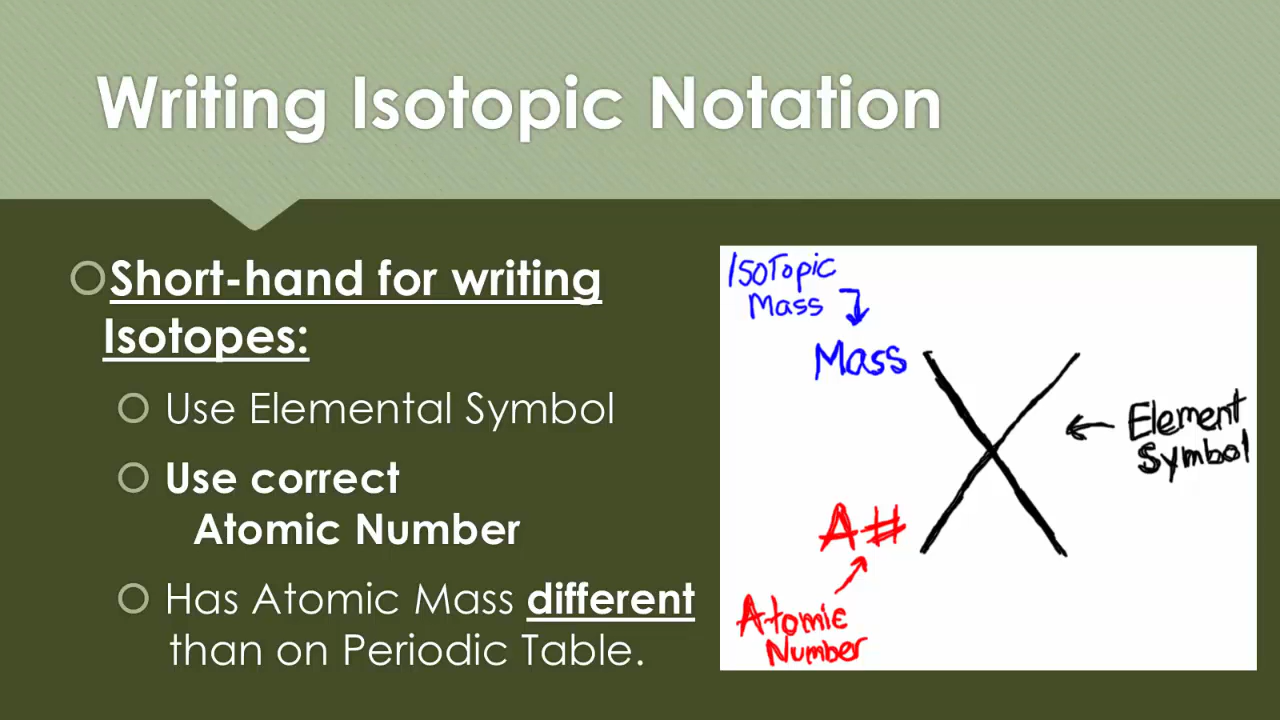 Writing Isotopic Notation
Short-hand for writing
Isotopes:
Use Elemental Symbol
Use correct
Atomic Number
Has Atomic Mass different
than on Periodic Table.
IsoTopic
Mass
Mass
X
Element
Symbol
A#
Atomic
Number